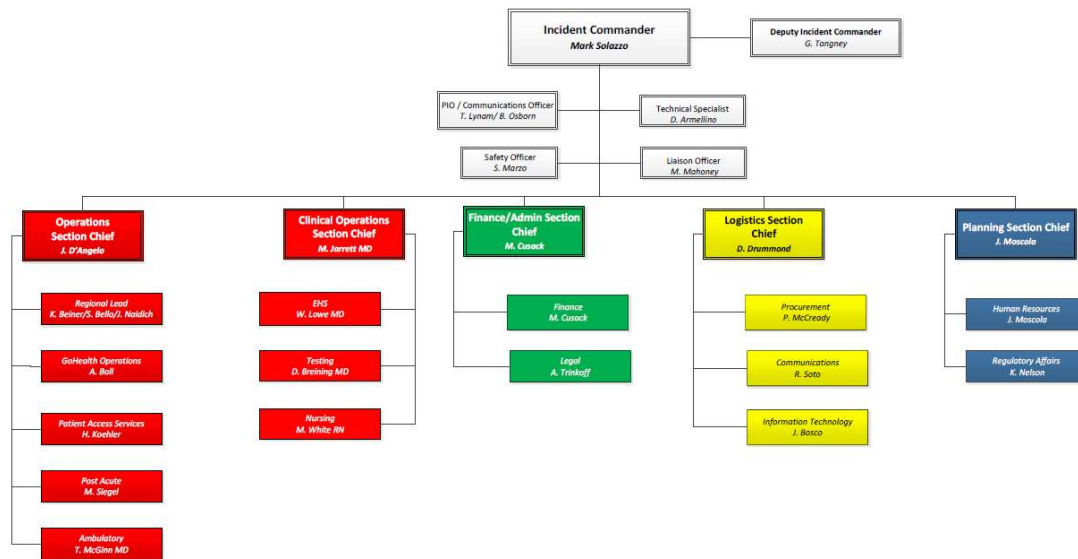 Incident Commander
Mark Solazzo
Deputy Incident Commander
G. Tangney
PIO / Communications Officer
T. Lynam/ B. Osborn
Technical Specialist
D. Armellino
Safety Officer
S. Marzo
Liaison Officer
M. Mahoney
Operations
Section Chief
J. D'Angelo
Clinical Operations
Section Chief
M. Jarrett MD
Finance/Admin Section
Chief
M. Cusack
Logistics Section
Chief
D. Drummond
Planning Section Chief
J. Moscola
Regional Lead
K. Beiner/S. Bello/J. Naidich
GoHealth Operations
A. Boll
Patient Access Services
H. Koehler
Post Acute
M. Siegel
Ambulatory
T. McGinn MD
EHS
W. Lowe MD
Testing
D. Breining MD
Nursing
M. White RN
Finance
M. Cusack
Legal
A. Trinkoff
Procurement
P. McCready
Communications
R. Soto
Information Technology
J. Bosco
Human Resources
J. Moscola
Regulatory Affairs
K. Nelson